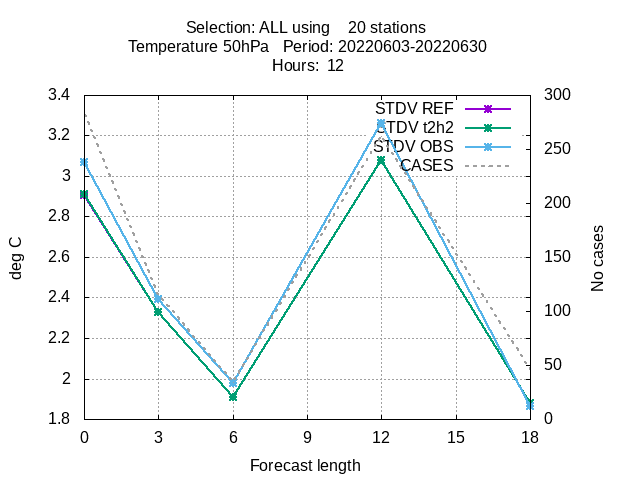 Selection: ALL using    20 stations
Temperature 50hPa   Period: 20220603-20220630
Hours:  12
3.4
3.2
3
2.8
2.6
2.4
2.2
2
1.8
deg C
STDV REF
STDV t2h2
STDV OBS
CASES
300
250
200
150
100
50
0
No cases
0 3 6 9 12 15 18
Forecast length